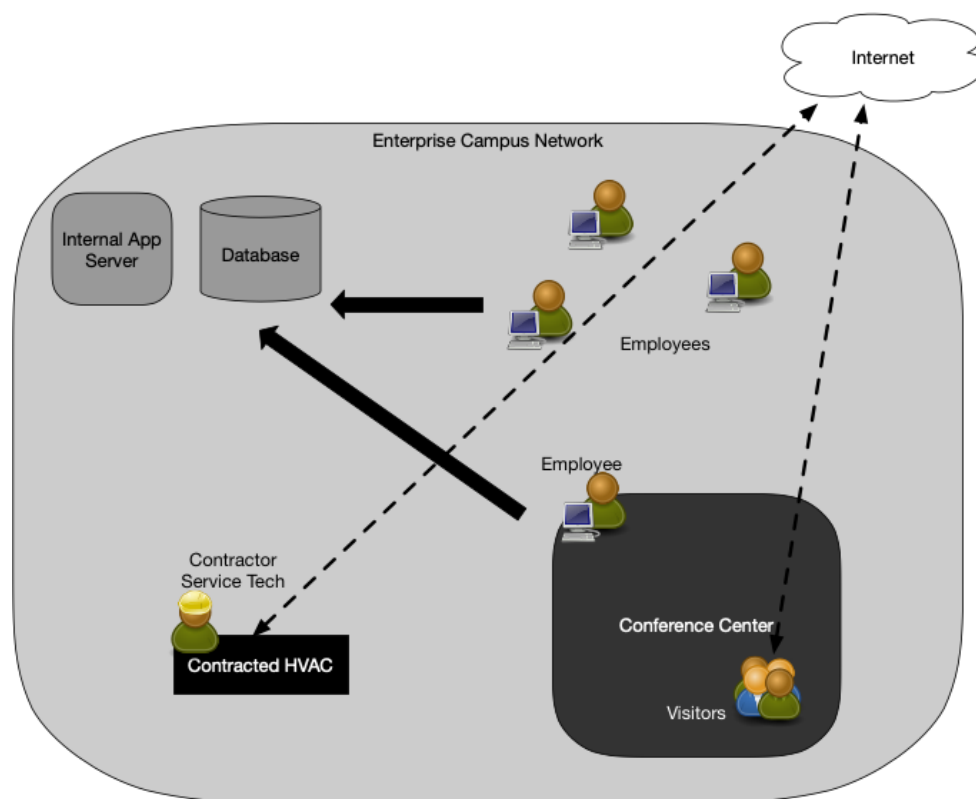 Internet
Enterprise Campus Network
Internal App
Server
Database
Employees
Employee
Contractor
Service Tech
Conference Center
Contracted HVAC
Visitors